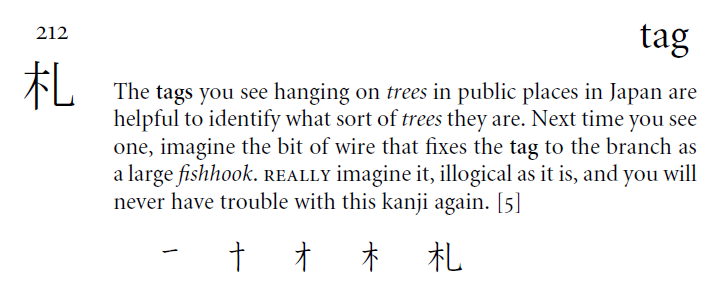 212 tag
札
The tags you see hanging on trees in public places in Japan are
helpful to identify what sort of trees they are. Next time you see
one, imagine the bit of wire that fixes the tag to the branch as
a large fishhook. REALLY imagine it, illogical as it is, and you will
never have trouble with this kanji again. [5]
一 十 才 木 札